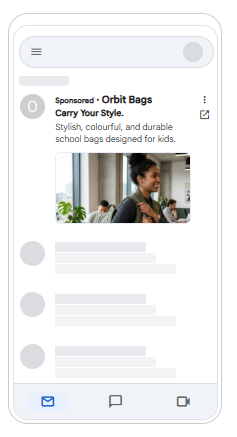 O
Sponsored · Orbit Bags
Carry Your Style.
Stylish, colourful, and durable
school bags designed for kids.